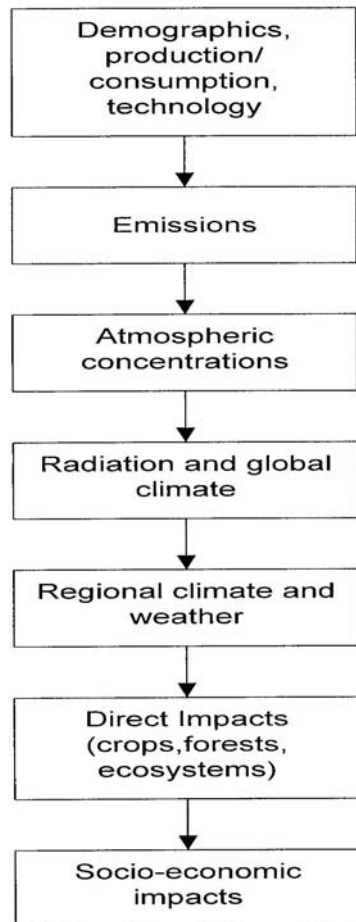 Demographics,
production/
consumption,
technology
Emissions
Atmospheric
concentrations
Radiation and global
climate
Regional climate and
weather
Direct Impacts
(crops,forests,
ecosystems)
Socio-economic
impacts